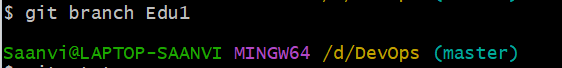 $ git branch Edu1
Saanvi@LAPTOP-SAANVI MINGW64 /d/DevOps (master)